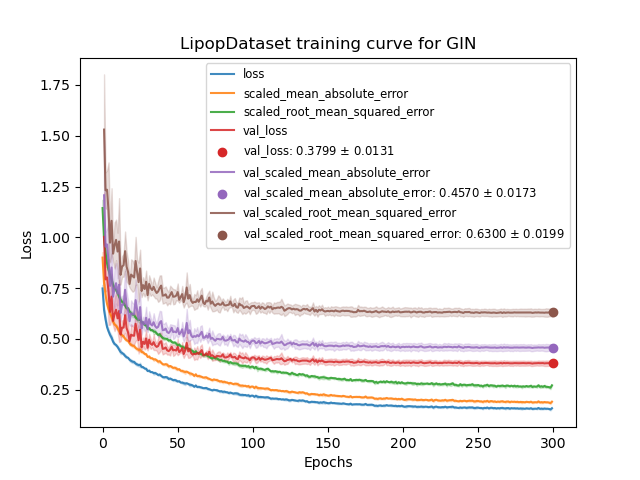 LipopDataset training curve for GIN
loss
scaled_mean_absolute_error
scaled_root_mean_squared_error
val_loss
val_loss: 0.3799 ± 0.0131
val_scaled_mean_absolute_error
val_scaled_mean_absolute_error: 0.4570 ± 0.0173
val_scaled_root_mean_squared_error
val_scaled_root_mean_squared_error: 0.6300 ± 0.0199
Loss
1.75
1.50
1.25
1.00
0.75
0.50
0.25
0 50 100 150 200 250 300
Epochs